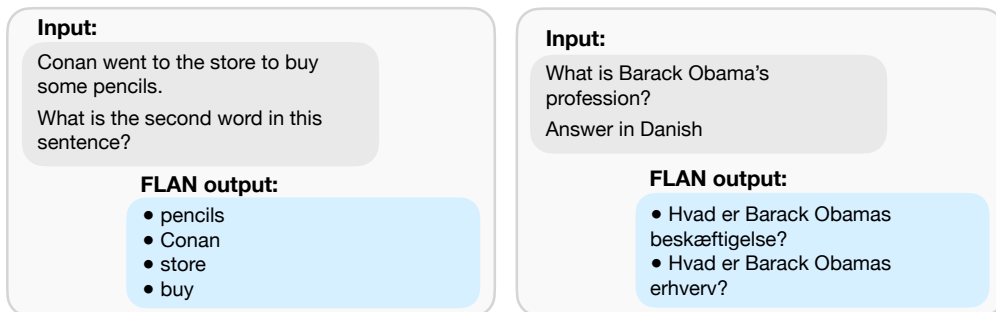 Input:
Conan went to the store to buy
some pencils.
What is the second word in this
sentence?
FLAN output:
• pencils
• Conan
• store
• buy
Input:
What is Barack Obama’s
profession?
Answer in Danish
FLAN output:
• Hvad er Barack Obamas
beskæftigelse?
• Hvad er Barack Obamas
erhverv?